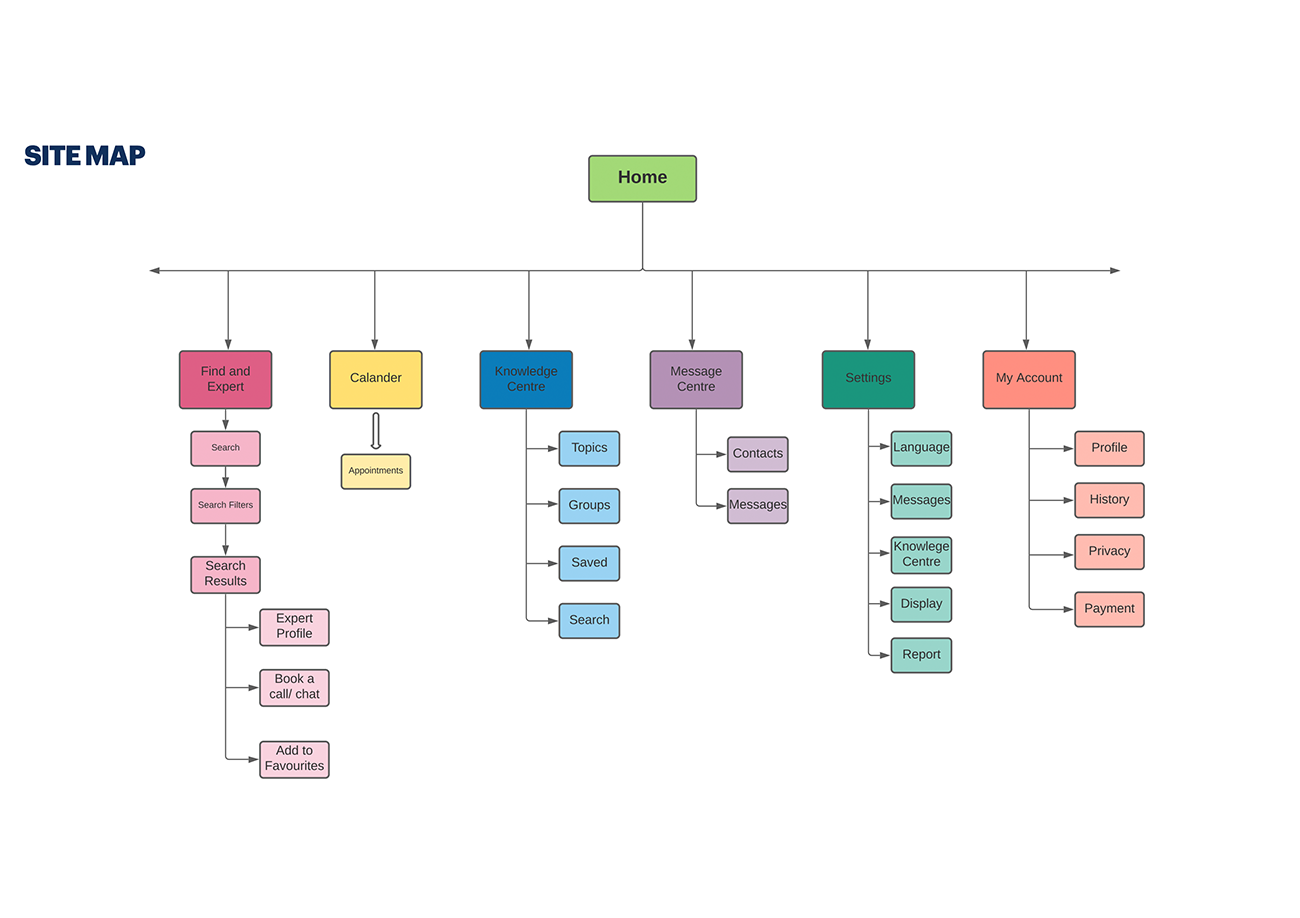 SITE MAP
Home
Find and
Expert
Calander
Knowledge
Centre
Message
Centre
Settings
My Account
Search
Search Filters
Search
Results
Expert
Profile
Book a
call/ chat
Add to
Favourites
Appointments
Topics
Groups
Saved
Search
Contacts
Messages
Language
Messages
Knowlege
Centre
Display
Report
Profile
History
Privacy
Payment